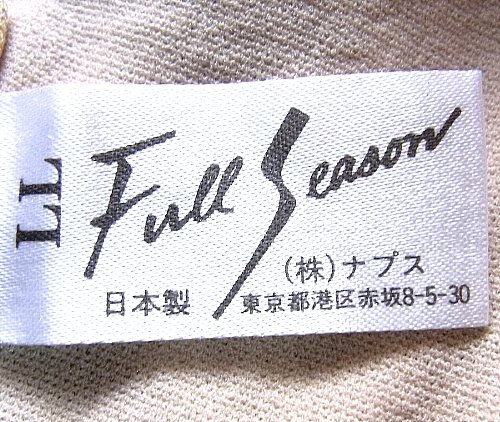 LL
Full Season
(株)ナプス
日本製
東京都港区赤坂8-5-30